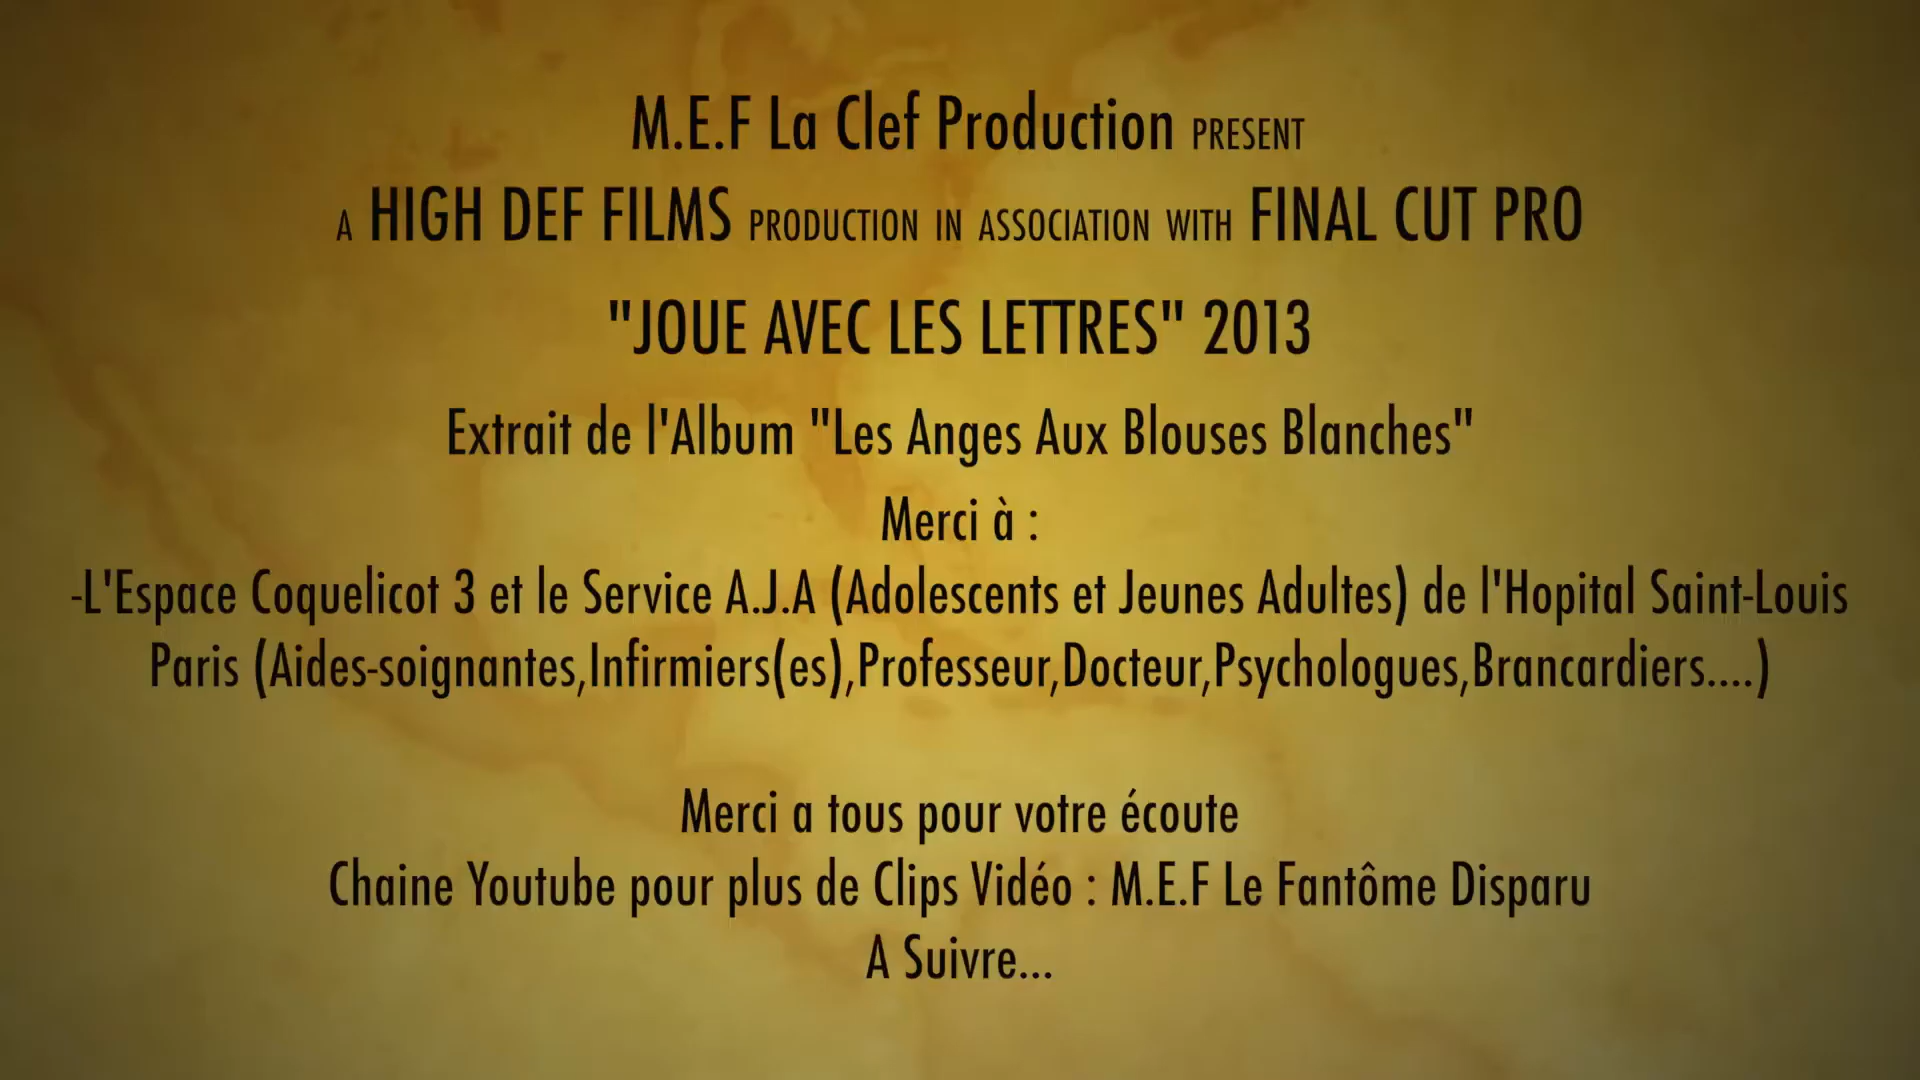 M.E.F La Clef Production PRESENT
A HIGH DEF FILMS PRODUCTION IN ASSOCIATION WITH FINAL CUT PRO
"JOUE AVEC LES LETTRES" 2013
Extrait de l'Album "Les Anges Aux Blouses Blanches"
Merci à :
-L'Espace Coquelicot 3 et le Service A.J.A (Adolescents et Jeunes Adultes) de l'Hopital Saint-Louis
Paris (Aides-soignantes,Infirmiers(es),Professeur,Docteur,Psychologues,Brancardiers....)
Merci a tous pour votre écoute
Chaine Youtube pour plus de Clips Vidéo : M.E.F Le Fantôme Disparu
A Suivre...